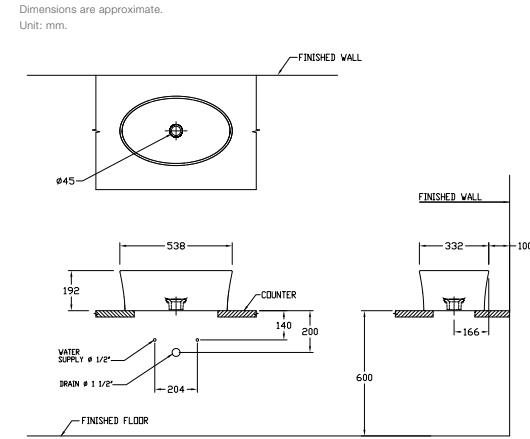 Dimensions are approximate.
Unit: mm.
FINISHED WALL
ø45
FINISHED WALL
538
332
100
192
COUNTER
140
200
166
WATER
SUPPLY ø 1/2"
DRAIN ø 1 1/2"
204
600
FINISHED FLOOR